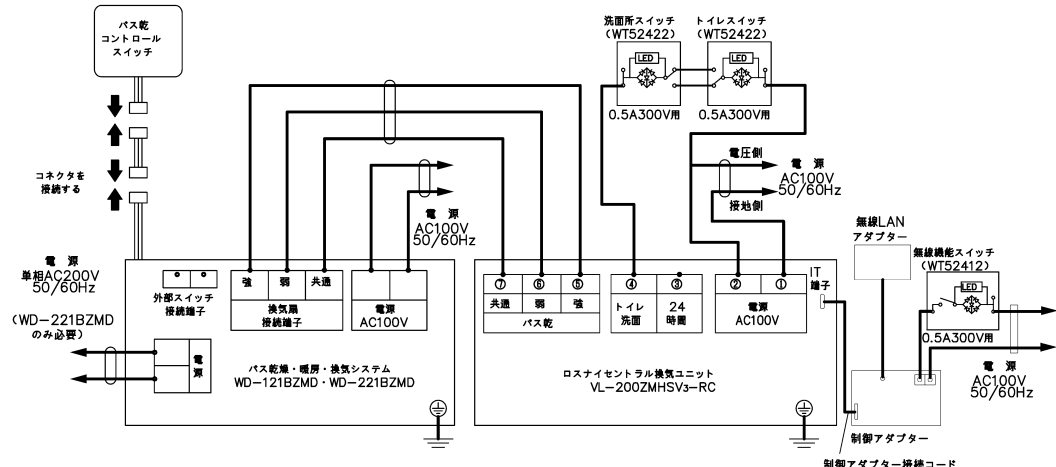 バス乾
コントロール
スイッチ
コネクタを
接続する
洗面所スイッチ
（WT52422）
トイレスイッチ
（WT52422）
LED
LED
0.5A300V用
0.5A300V用
電圧側
電 源
AC100V
50/60Hz
接地側
電 源
AC100V
50/60Hz
無線LAN
アダプター
無線機能スイッチ
（WT52412）
LED
0.5A300V用
電 源
AC100V
50/60Hz
電 源
単相AC200V
50/60Hz
（WD-221BZMD
のみ必要）
外部スイッチ
接続端子
強
弱
共通
換気扇
接続端子
電源
AC100V
電源
バス乾燥・暖房・換気システム
WD-121BZMD・WD-221BZMD
⑦
⑥
⑤
共通
弱
強
バス乾
④
③
トイレ
洗面
24
時間
②
①
電源
AC100V
IT
端子
ロスナイセントラル換気ユニット
VL-200ZMHSV3-RC
制御アダプター
制御アダプター接続コード